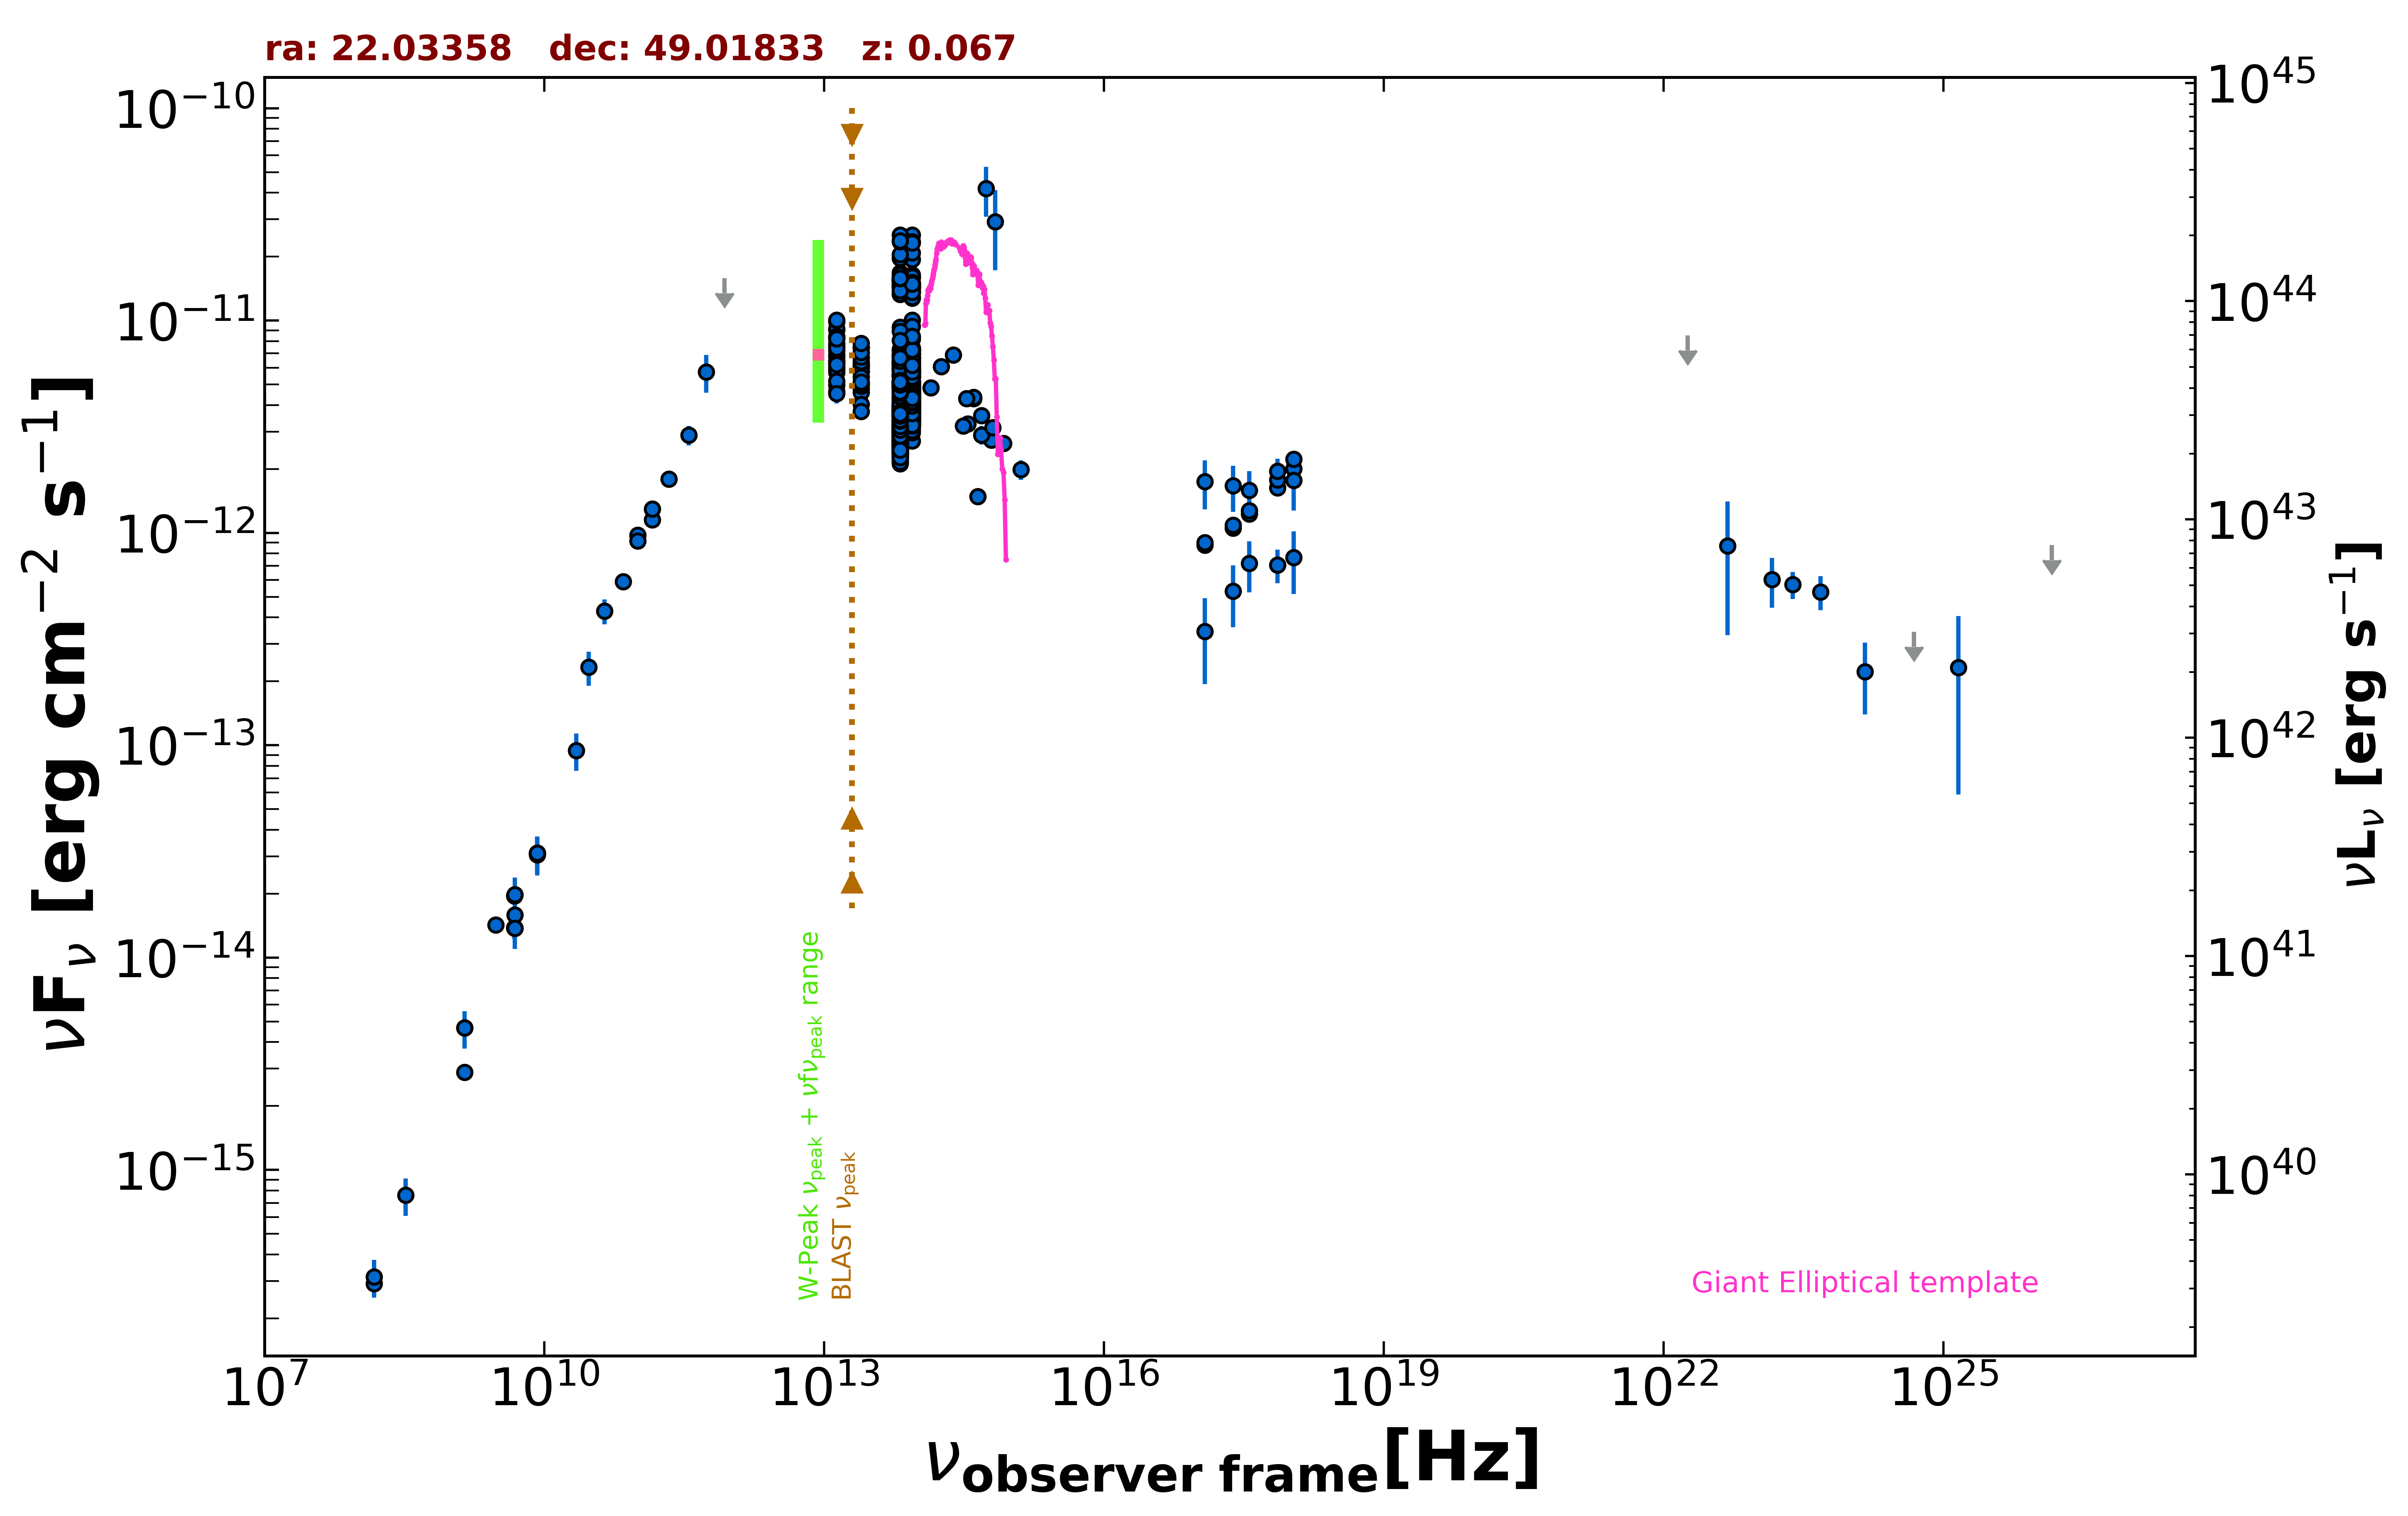 ra: 22.03358 dec: 49.01833 z: 0.067
10⁻¹⁰
10⁻¹¹
10⁻¹²
10⁻¹³
10⁻¹⁴
10⁻¹⁵
νFν [erg cm⁻² s⁻¹]
10⁴⁵
10⁴⁴
10⁴³
10⁴²
10⁴¹
10⁴⁰
νLν [erg s⁻¹]
W-Peak νpeak + νfνpeak range
BLAST νpeak
Giant Elliptical template
10⁷ 10¹⁰ 10¹³ 10¹⁶ 10¹⁹ 10²² 10²⁵
νobserver frame[Hz]